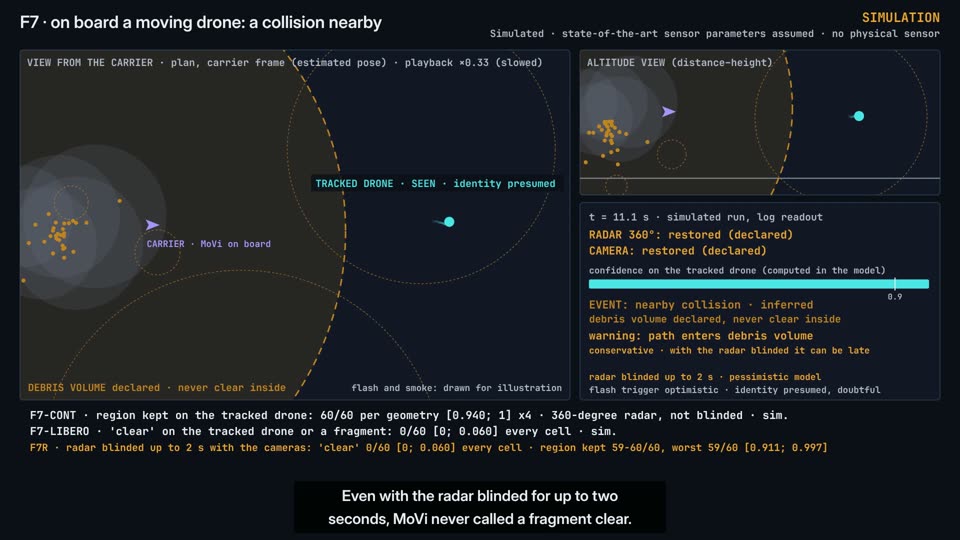 F7 · on board a moving drone: a collision nearby
SIMULATION
Simulated · state-of-the-art sensor parameters assumed · no physical sensor
VIEW FROM THE CARRIER · plan, carrier frame (estimated pose) · playback ×0.33 (slowed)
TRACKED DRONE · SEEN · identity presumed
CARRIER · MoVi on board
DEBRIS VOLUME declared · never clear inside
flash and smoke: drawn for illustration
ALTITUDE VIEW (distance-height)
t = 11.1 s · simulated run, log readout
RADAR 360°: restored (declared)
CAMERA: restored (declared)
confidence on the tracked drone (computed in the model)
0.9
EVENT: nearby collision · inferred
debris volume declared, never clear inside
warning: path enters debris volume
conservative · with the radar blinded it can be late
radar blinded up to 2 s · pessimistic model
flash trigger optimistic · identity presumed, doubtful
F7-CONT · region kept on the tracked drone: 60/60 per geometry [0.940; 1] x4 · 360-degree radar, not blinded · sim.
F7-LIBERO · 'clear' on the tracked drone or a fragment: 0/60 [0; 0.060] every cell · sim.
F7R · radar blinded up to 2 s with the cameras: 'clear' 0/60 [0; 0.060] every cell · region kept 59-60/60, worst 59/60 [0.911; 0.997]
Even with the radar blinded for up to two
seconds, MoVi never called a fragment clear.